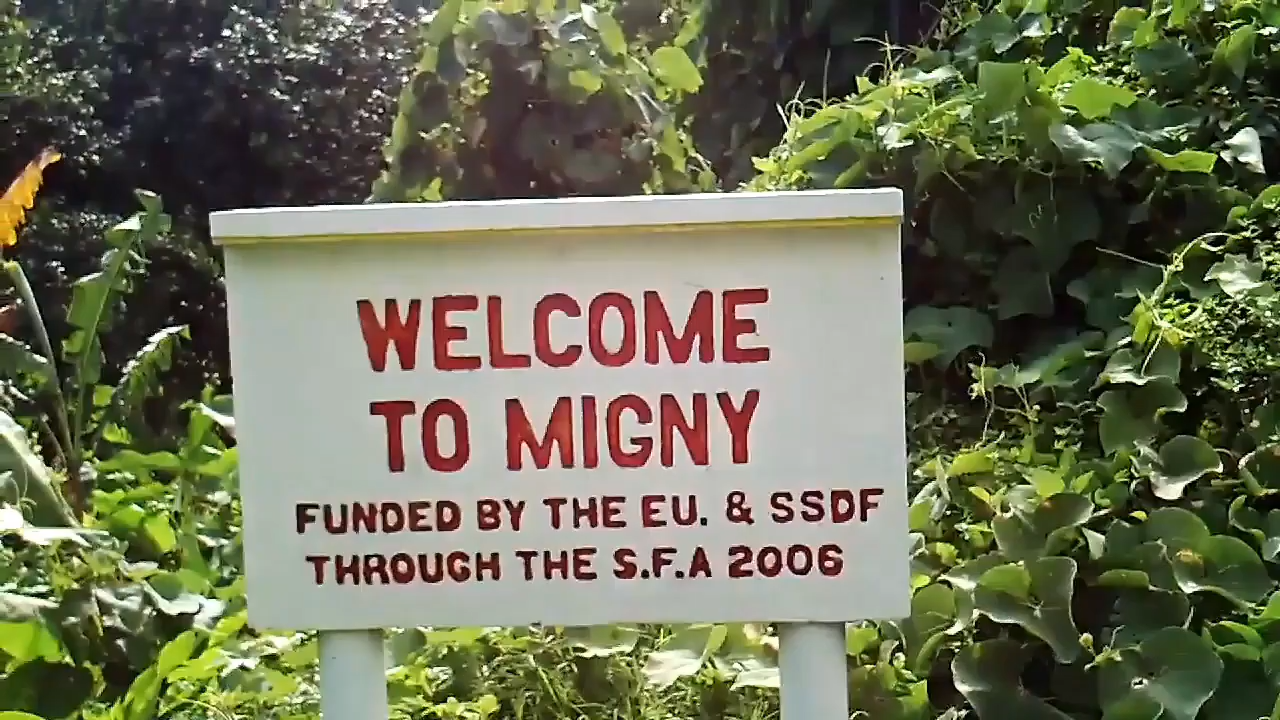 WELCOME
TO MIGNY
FUNDED BY THE EU. & SSDF
THROUGH THE S.F.A 2006